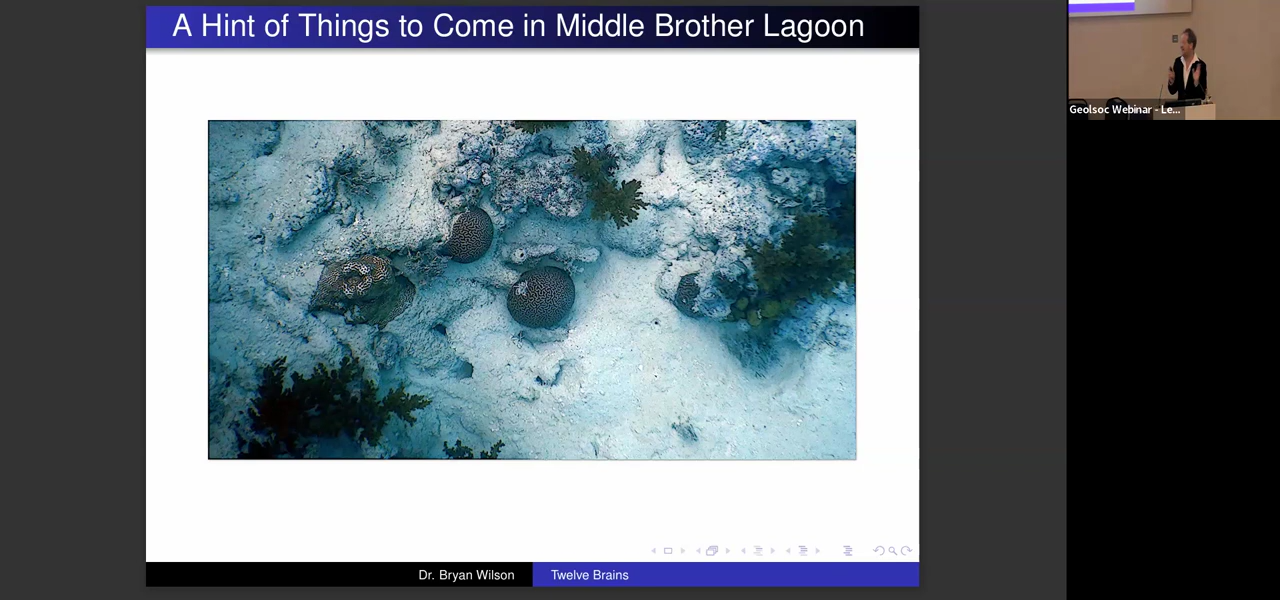 A Hint of Things to Come in Middle Brother Lagoon
Geolsoc Webinar - Le...
Dr. Bryan Wilson
Twelve Brains